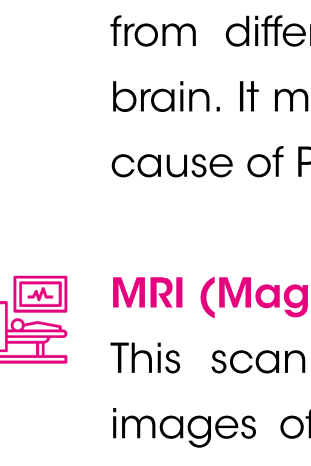 from differ
brain. It m
cause of P
MRI (Mag
This scan
images of